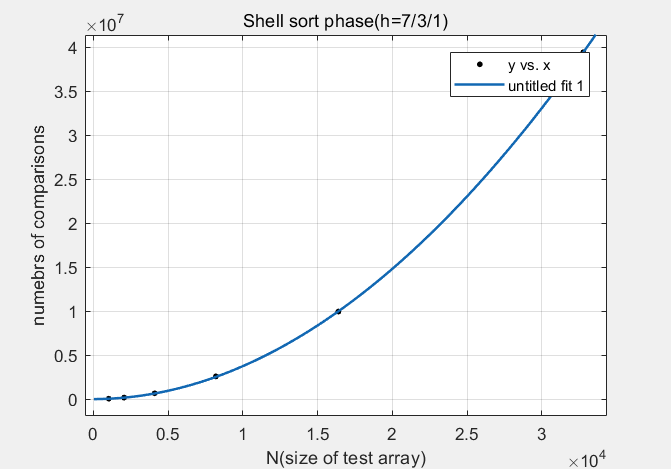 Shell sort phase(h=7/3/1)
×10^7
4
3.5
3
2.5
2
1.5
1
0.5
0
numebrs of comparisons
y vs. x
untitled fit 1
0 0.5 1 1.5 2 2.5 3
N(size of test array)
×10^4